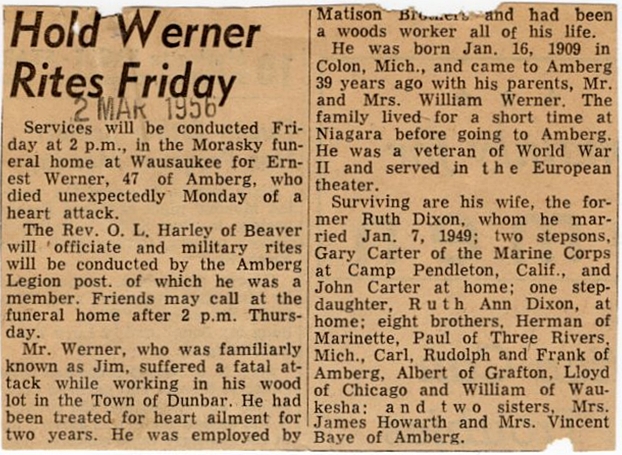 Hold Werner
Rites Friday
2 MAR 1956
Services will be conducted Fri-
day at 2 p.m., in the Morasky fun-
eral home at Wausaukee for Ern-
est Werner, 47 of Amberg, who
died unexpectedly Monday of a
heart attack.
The Rev. O. L. Harley of Beaver
will officiate and military rites
will be conducted by the Amberg
Legion post. of which he was a
member. Friends may call at the
funeral home after 2 p.m. Thurs-
day.
Mr. Werner, who was familiarly
known as Jim, suffered a fatal at-
tack while working in his wood
lot in the Town of Dunbar. He had
been treated for heart ailment for
two years. He was employed by
Matison Brothers and had been
a woods worker all of his life.
He was born Jan. 16, 1909 in
Colon, Mich., and came to Amberg
39 years ago with his parents, Mr.
and Mrs. William Werner. The
family lived for a short time at
Niagara before going to Amberg.
He was a veteran of World War
II and served in the European
theater.
Surviving are his wife, the for-
mer Ruth Dixon, whom he mar-
ried Jan. 7, 1949; two stepsons,
Gary Carter of the Marine Corps
at Camp Pendleton, Calif., and
John Carter at home; one step-
daughter, Ruth Ann Dixon, at
home; eight brothers, Herman of
Marinette, Paul of Three Rivers,
Mich., Carl, Rudolph and Frank of
Amberg, Albert of Grafton, Lloyd
of Chicago and William of Wau-
kesha; and two sisters, Mrs.
James Howarth and Mrs. Vincent
Baye of Amberg.